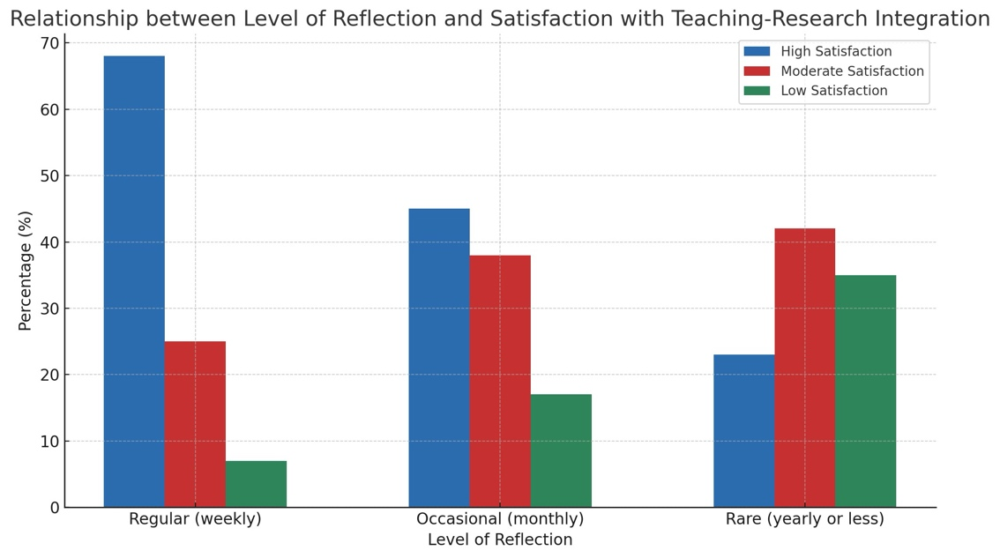 Relationship between Level of Reflection and Satisfaction with Teaching-Research Integration
High Satisfaction
Moderate Satisfaction
Low Satisfaction
Percentage (%)
70
60
50
40
30
20
10
0
Regular (weekly)
Occasional (monthly)
Rare (yearly or less)
Level of Reflection